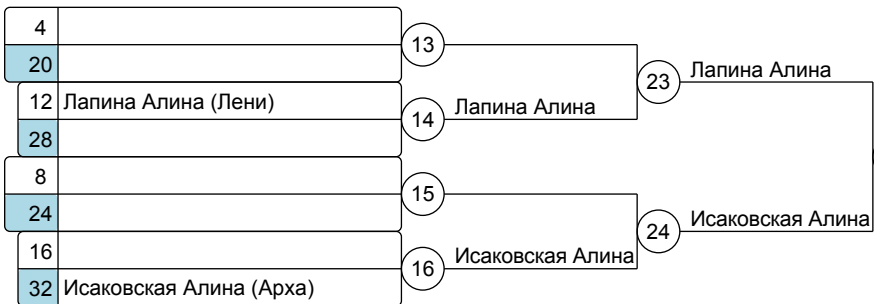 4
13
20
23 Лапина Алина
12 Лапина Алина (Лени)
14 Лапина Алина
28
8
15
24
24 Исаковская Алина
16
16 Исаковская Алина
32 Исаковская Алина (Арха)